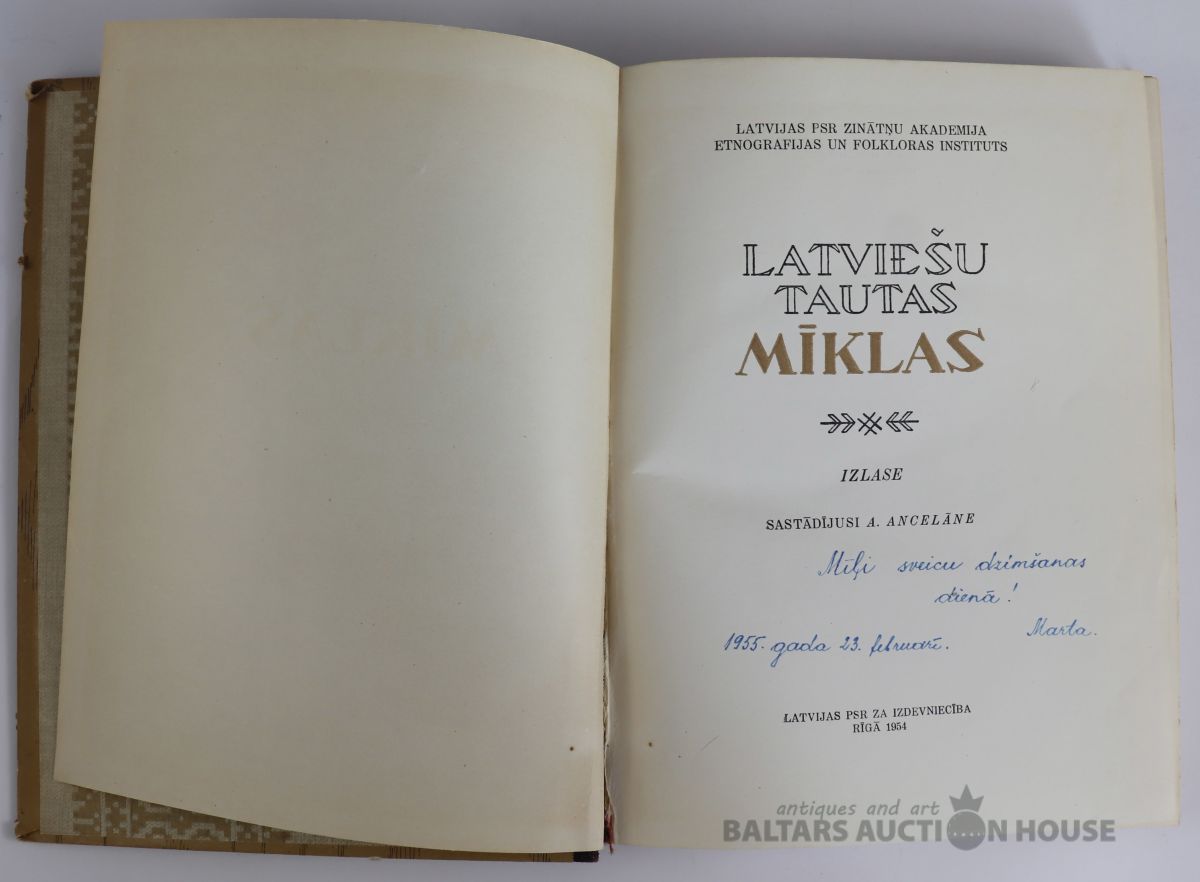 LATVIJAS PSR ZINĀTŅU AKADEMIJA
ETNOGRAFIJAS UN FOLKLORAS INSTITUTS
LATVIEŠU
TAUTAS
MĪKLAS
IZLASE
SASTĀDĪJUSI A. ANCELĀNE
Mīļi sveicu dzimšanas
dienā!
Marta.
1955. gada 23. februārī.
LATVIJAS PSR ZA IZDEVNIECĪBA
RĪGĀ 1954
antiques and art
BALTARS AUCTION HOUSE